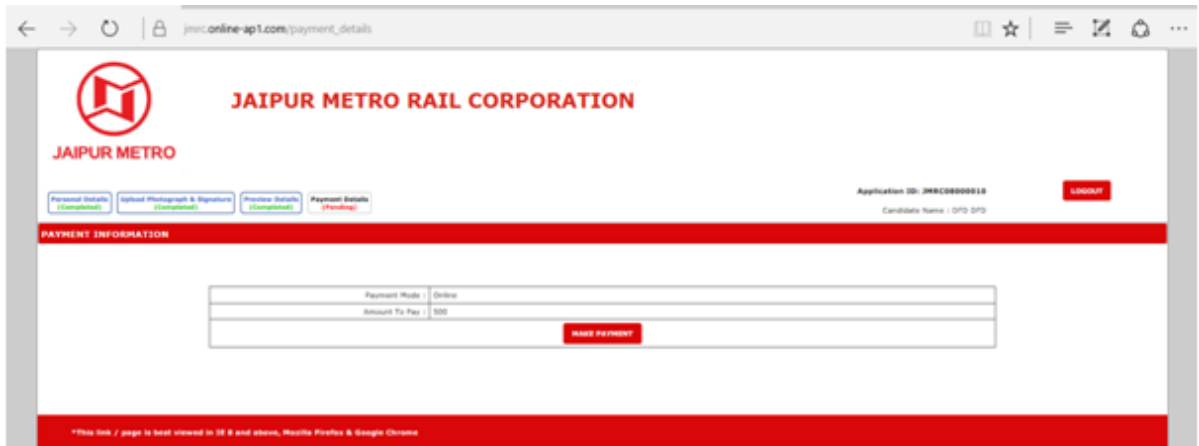 jmrc.online-ap1.com/payment_details
JAIPUR METRO RAIL CORPORATION
JAIPUR METRO
Application ID: JMRC08000010
LOGOUT
Personal Details
(Completed)
Upload Photograph & Signature
(Completed)
Preview Details
(Completed)
Payment Details
(Pending)
Candidate Name : DFD DFD
PAYMENT INFORMATION
Payment Mode : Online
Amount To Pay : 500
MAKE PAYMENT
*This link / page is best viewed in IE 8 and above, Mozilla Firefox & Google Chrome